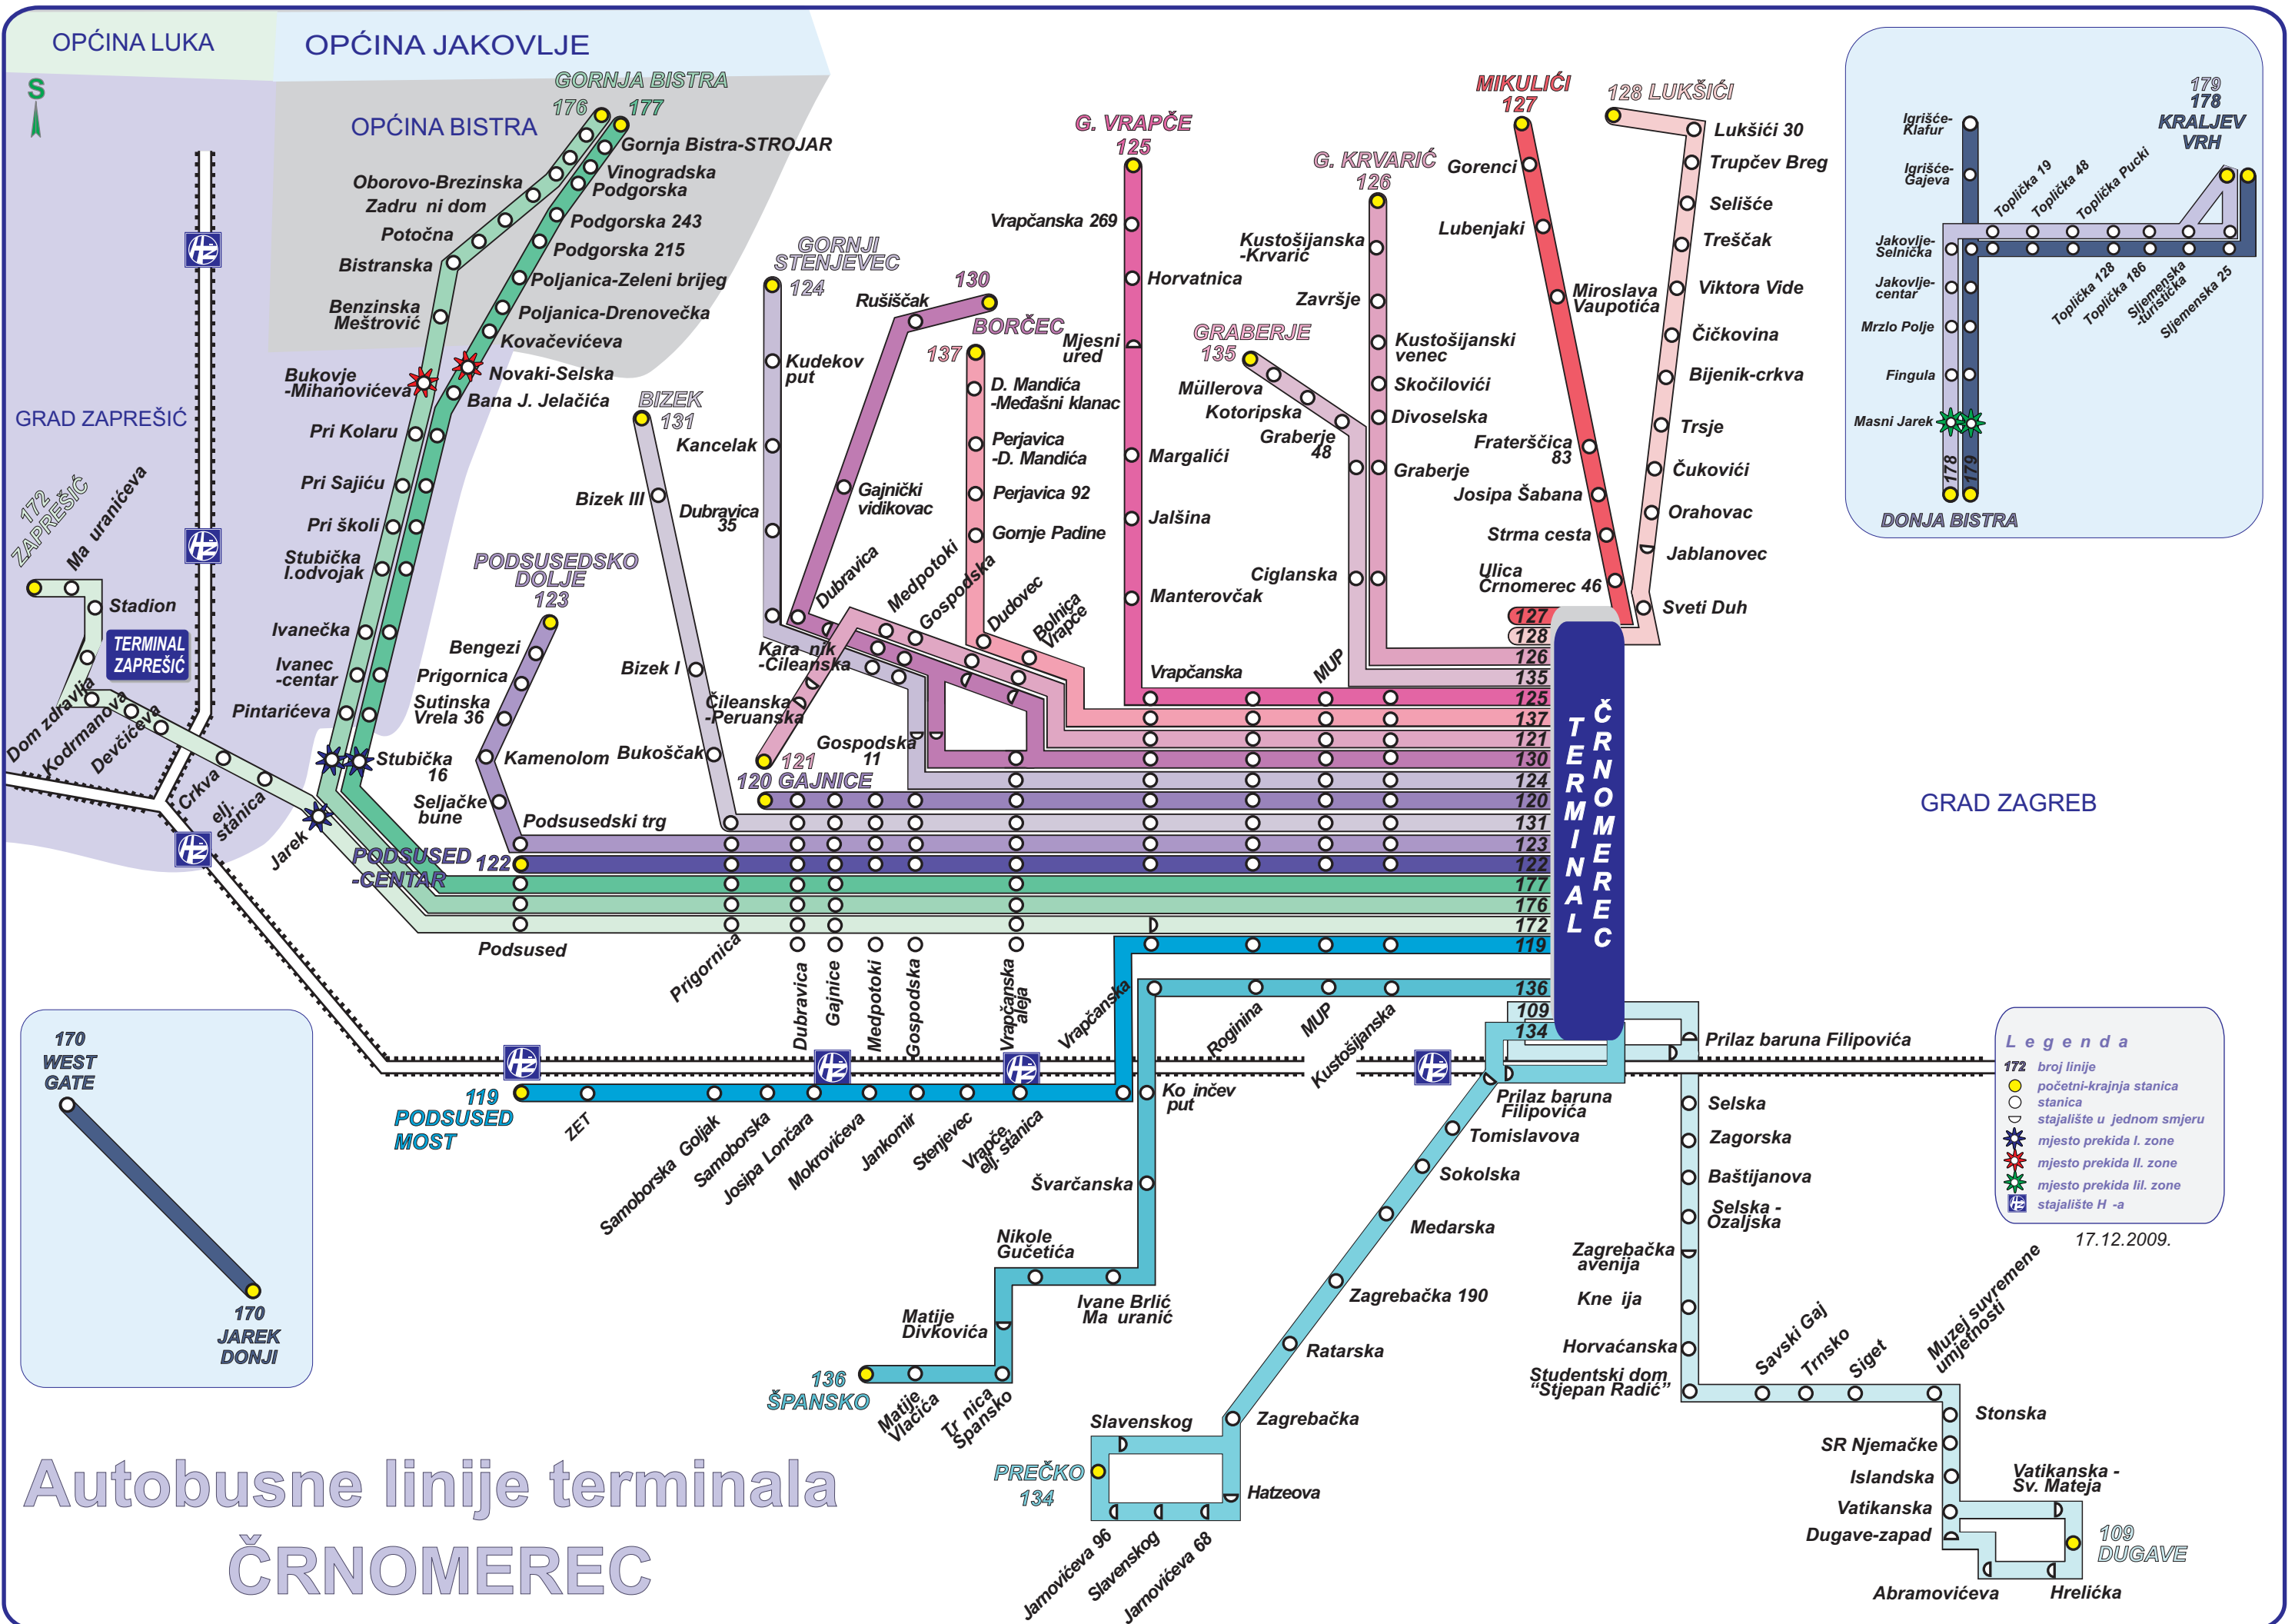 OPĆINA LUKA
OPĆINA JAKOVLJE
S
OPĆINA BISTRA
GRAD ZAPREŠIĆ
GRAD ZAGREB
GORNJA BISTRA
176
177
Gornja Bistra-STROJAR
Vinogradska
Podgorska
Podgorska 243
Podgorska 215
Poljanica-Zeleni brijeg
Poljanica-Drenovečka
Kovačevićeva
Novaki-Selska
Bana J. Jelačića
Oborovo-Brezinska
Zadru ni dom
Potočna
Bistranska
Benzinska
Meštrović
Bukovje
-Mihanovićeva
Pri Kolaru
Pri Sajiću
Pri školi
Stubička
I.odvojak
Ivanečka
Ivanec
-centar
Pintarićeva
Stubička
16
172
ZAPREŠIĆ
Ma uranićeva
Stadion
TERMINAL
ZAPREŠIĆ
Dom zdravlja
Kodrmanova
Devčićeva
Crkva
elj.
stanica
Jarek
PODSUSEDSKO
DOLJE
123
Bengezi
Prigornica
Sutinska
Vrela 36
Kamenolom
Seljačke
bune
Podsusedski trg
PODSUSED
-CENTAR
122
BIZEK
131
Bizek III
Bizek I
Bukoščak
GORNJI
STENJEVEC
124
Kudekov
put
Kancelak
Dubravica
35
Kara nik
-Čileanska
Čileanska
-Peruanska
121
120 GAJNICE
Gospodska
11
130
BORČEC
Rušiščak
Gajnički
vidikovac
Dubravica
Medpotoki
Gospodska
137
D. Mandića
-Međašni klanac
Perjavica
-D. Mandića
Perjavica 92
Gornje Padine
Dudovec
Bolnica
Vrapče
G. VRAPČE
125
Vrapčanska 269
Horvatnica
Mjesni
ured
Margalići
Jalšina
Manterovčak
Vrapčanska
MUP
G. KRVARIĆ
126
Kustošijanska
-Krvarić
Završje
Kustošijanski
venec
Skočilovići
Divoselska
Graberje
GRABERJE
135
Müllerova
Kotoripska
Graberje
48
Ciglanska
MIKULIĆI
127
Gorenci
Lubenjaki
Miroslava
Vaupotića
Fraterščica
83
Josipa Šabana
Strma cesta
Ulica
Črnomerec 46
128 LUKŠIĆI
Lukšići 30
Trupčev Breg
Selišće
Treščak
Viktora Vide
Čičkovina
Bijenik-crkva
Trsje
Čukovići
Orahovac
Jablanovec
Sveti Duh
179
178
KRALJEV
VRH
Igrišće-
Klafur
Igrišće-
Gajeva
Jakovlje-
Selnička
Jakovlje-
centar
Mrzlo Polje
Fingula
Masni Jarek
178
179
DONJA BISTRA
Toplička 19
Toplička 48
Toplička Pucki
Toplička 128
Toplička 186
Sljemenska
-turistička
Sljemenska 25
127
128
126
135
125
137
121
130
124
120
131
123
122
177
176
172
119
136
109
134
TERMINAL
ČRNOMEREC
Podsused
Prigornica
Dubravica
Gajnice
Medpotoki
Gospodska
Vrapčanska
aleja
Vrapčanska
Roginina
MUP
Kustošijanska
119
PODSUSED
MOST
ZET
Samoborska Goljak
Samoborska
Josipa Lončara
Mokrovićeva
Jankomir
Stenjevec
Vrapče,
elj. stanica
Ko inčev
put
Švarčanska
Nikole
Gučetića
Ivane Brlić
Ma uranić
Matije
Divkovića
136
ŠPANSKO
Matije
Vlačića
Tr nica
Špansko
Prilaz baruna
Filipovića
Tomislavova
Sokolska
Medarska
Zagrebačka 190
Ratarska
Zagrebačka
Slavenskog
PREČKO
134
Hatzeova
Jarnovićeva 96
Slavenskog
Jarnovićeva 68
Prilaz baruna Filipovića
Selska
Zagorska
Baštijanova
Selska -
Ozaljska
Zagrebačka
avenija
Kne ija
Horvaćanska
Studentski dom
“Stjepan Radić”
Savski Gaj
Trnsko
Siget
Muzej suvremene
umjetnosti
Stonska
SR Njemačke
Islandska
Vatikanska
Dugave-zapad
Vatikanska -
Sv. Mateja
109
DUGAVE
Abramovićeva
Hrelićka
170
WEST
GATE
170
JAREK
DONJI
Legenda
172 broj linije
početni-krajnja stanica
stanica
stajalište u jednom smjeru
mjesto prekida I. zone
mjesto prekida II. zone
mjesto prekida III. zone
stajalište H -a
17.12.2009.
Autobusne linije terminala
ČRNOMEREC